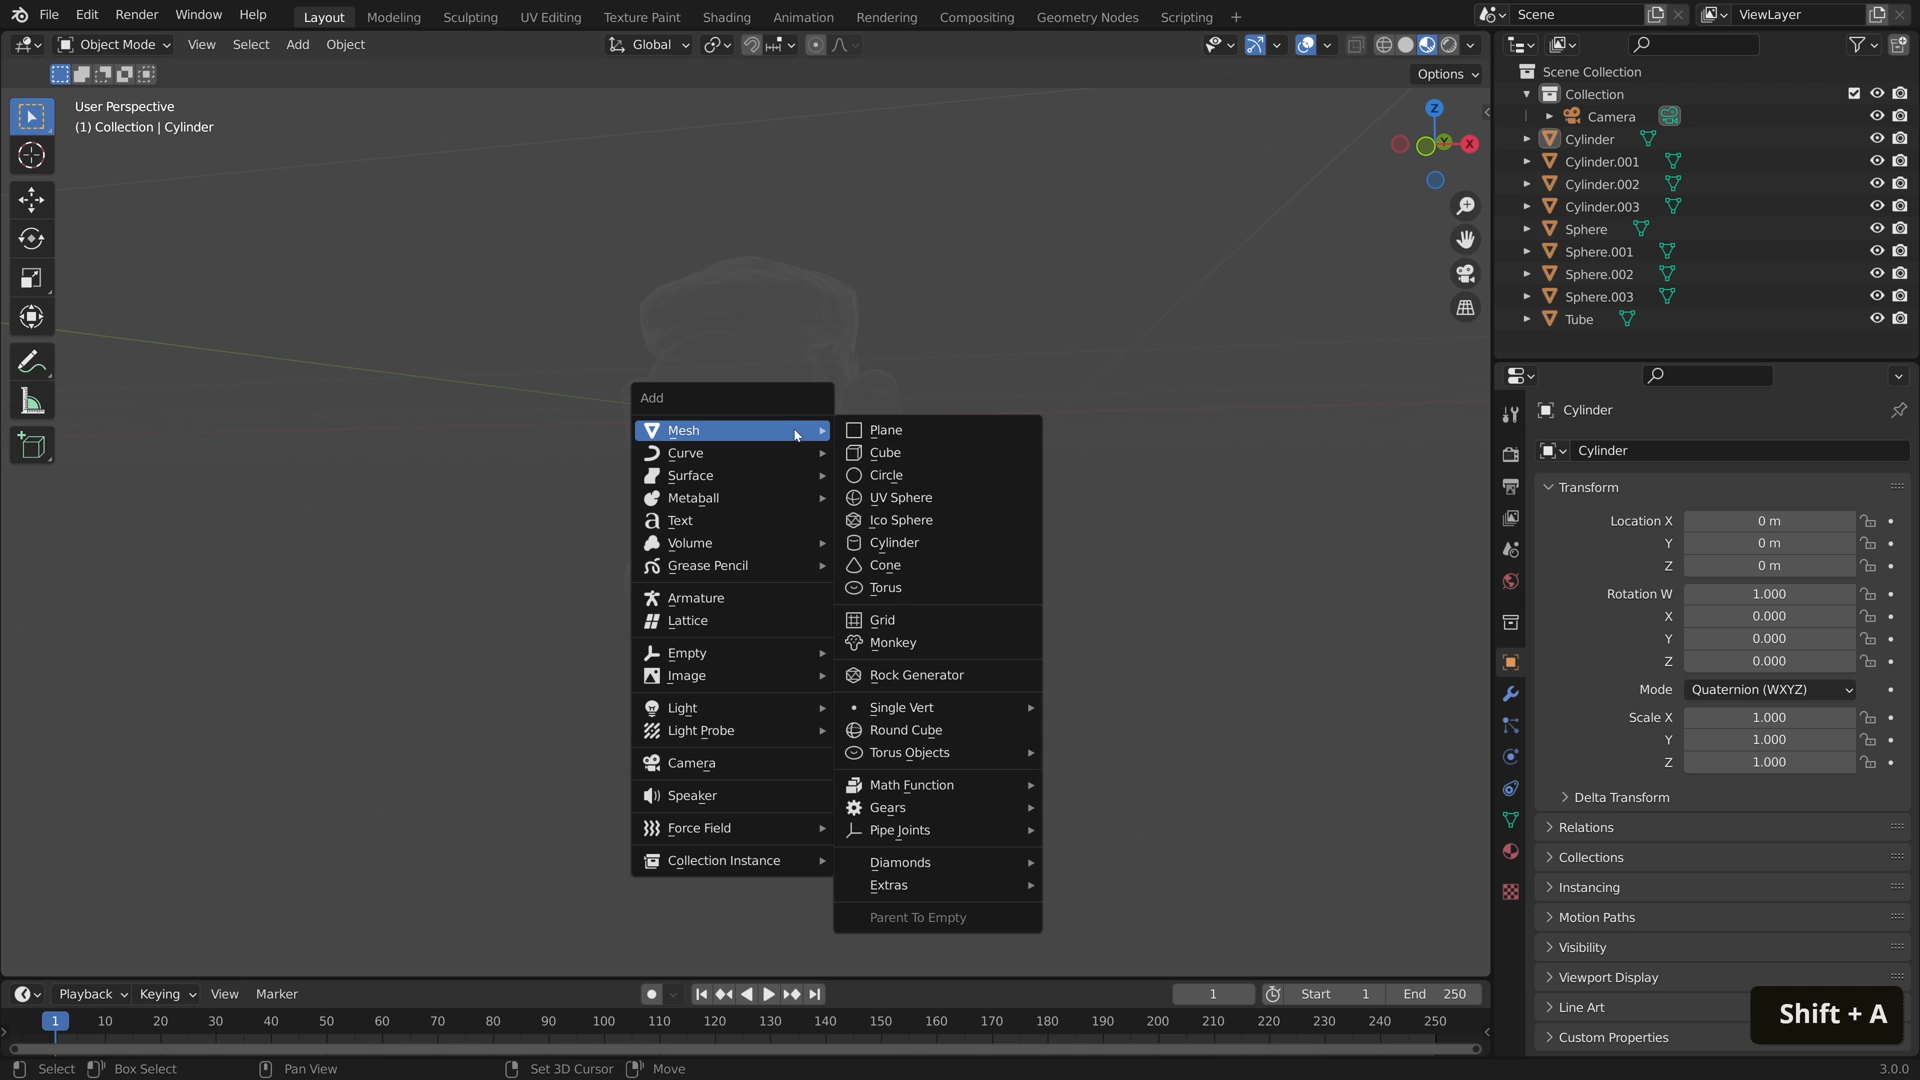 File Edit Render Window Help Layout Modeling Sculpting UV Editing Texture Paint Shading Animation Rendering Compositing Geometry Nodes Scripting + Scene ViewLayer
Object Mode View Select Add Object Global
Options
User Perspective
(1) Collection | Cylinder
Z
X
Y
Add
Mesh
Curve
Surface
Metaball
Text
Volume
Grease Pencil
Armature
Lattice
Empty
Image
Light
Light Probe
Camera
Speaker
Force Field
Collection Instance
Plane
Cube
Circle
UV Sphere
Ico Sphere
Cylinder
Cone
Torus
Grid
Monkey
Rock Generator
Single Vert
Round Cube
Torus Objects
Math Function
Gears
Pipe Joints
Diamonds
Extras
Parent To Empty
Scene Collection
Collection
Camera
Cylinder
Cylinder.001
Cylinder.002
Cylinder.003
Sphere
Sphere.001
Sphere.002
Sphere.003
Tube
Cylinder
Cylinder
Transform
Location X 0 m
Y 0 m
Z 0 m
Rotation W 1.000
X 0.000
Y 0.000
Z 0.000
Mode Quaternion (WXYZ)
Scale X 1.000
Y 1.000
Z 1.000
Delta Transform
Relations
Collections
Instancing
Motion Paths
Visibility
Viewport Display
Line Art
Custom Properties
Shift + A
Playback Keying View Marker 1 Start 1 End 250
1 10 20 30 40 50 60 70 80 90 100 110 120 130 140 150 160 170 180 190 200 210 220 230 240 250
Select Box Select Pan View Set 3D Cursor Move 3.0.0